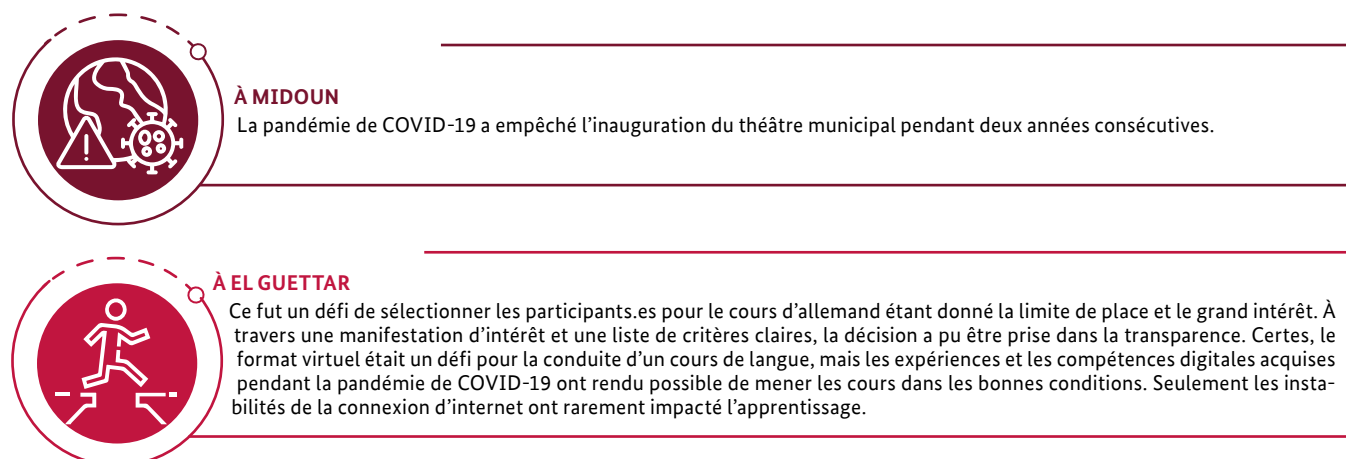 À MIDOUN
La pandémie de COVID-19 a empêché l'inauguration du théâtre municipal pendant deux années consécutives.
À EL GUETTAR
Ce fut un défi de sélectionner les participants.es pour le cours d'allemand étant donné la limite de place et le grand intérêt. À
travers une manifestation d'intérêt et une liste de critères claires, la décision a pu être prise dans la transparence. Certes, le
format virtuel était un défi pour la conduite d'un cours de langue, mais les expériences et les compétences digitales acquises
pendant la pandémie de COVID-19 ont rendu possible de mener les cours dans les bonnes conditions. Seulement les insta-
bilités de la connexion d'internet ont rarement impacté l'apprentissage.